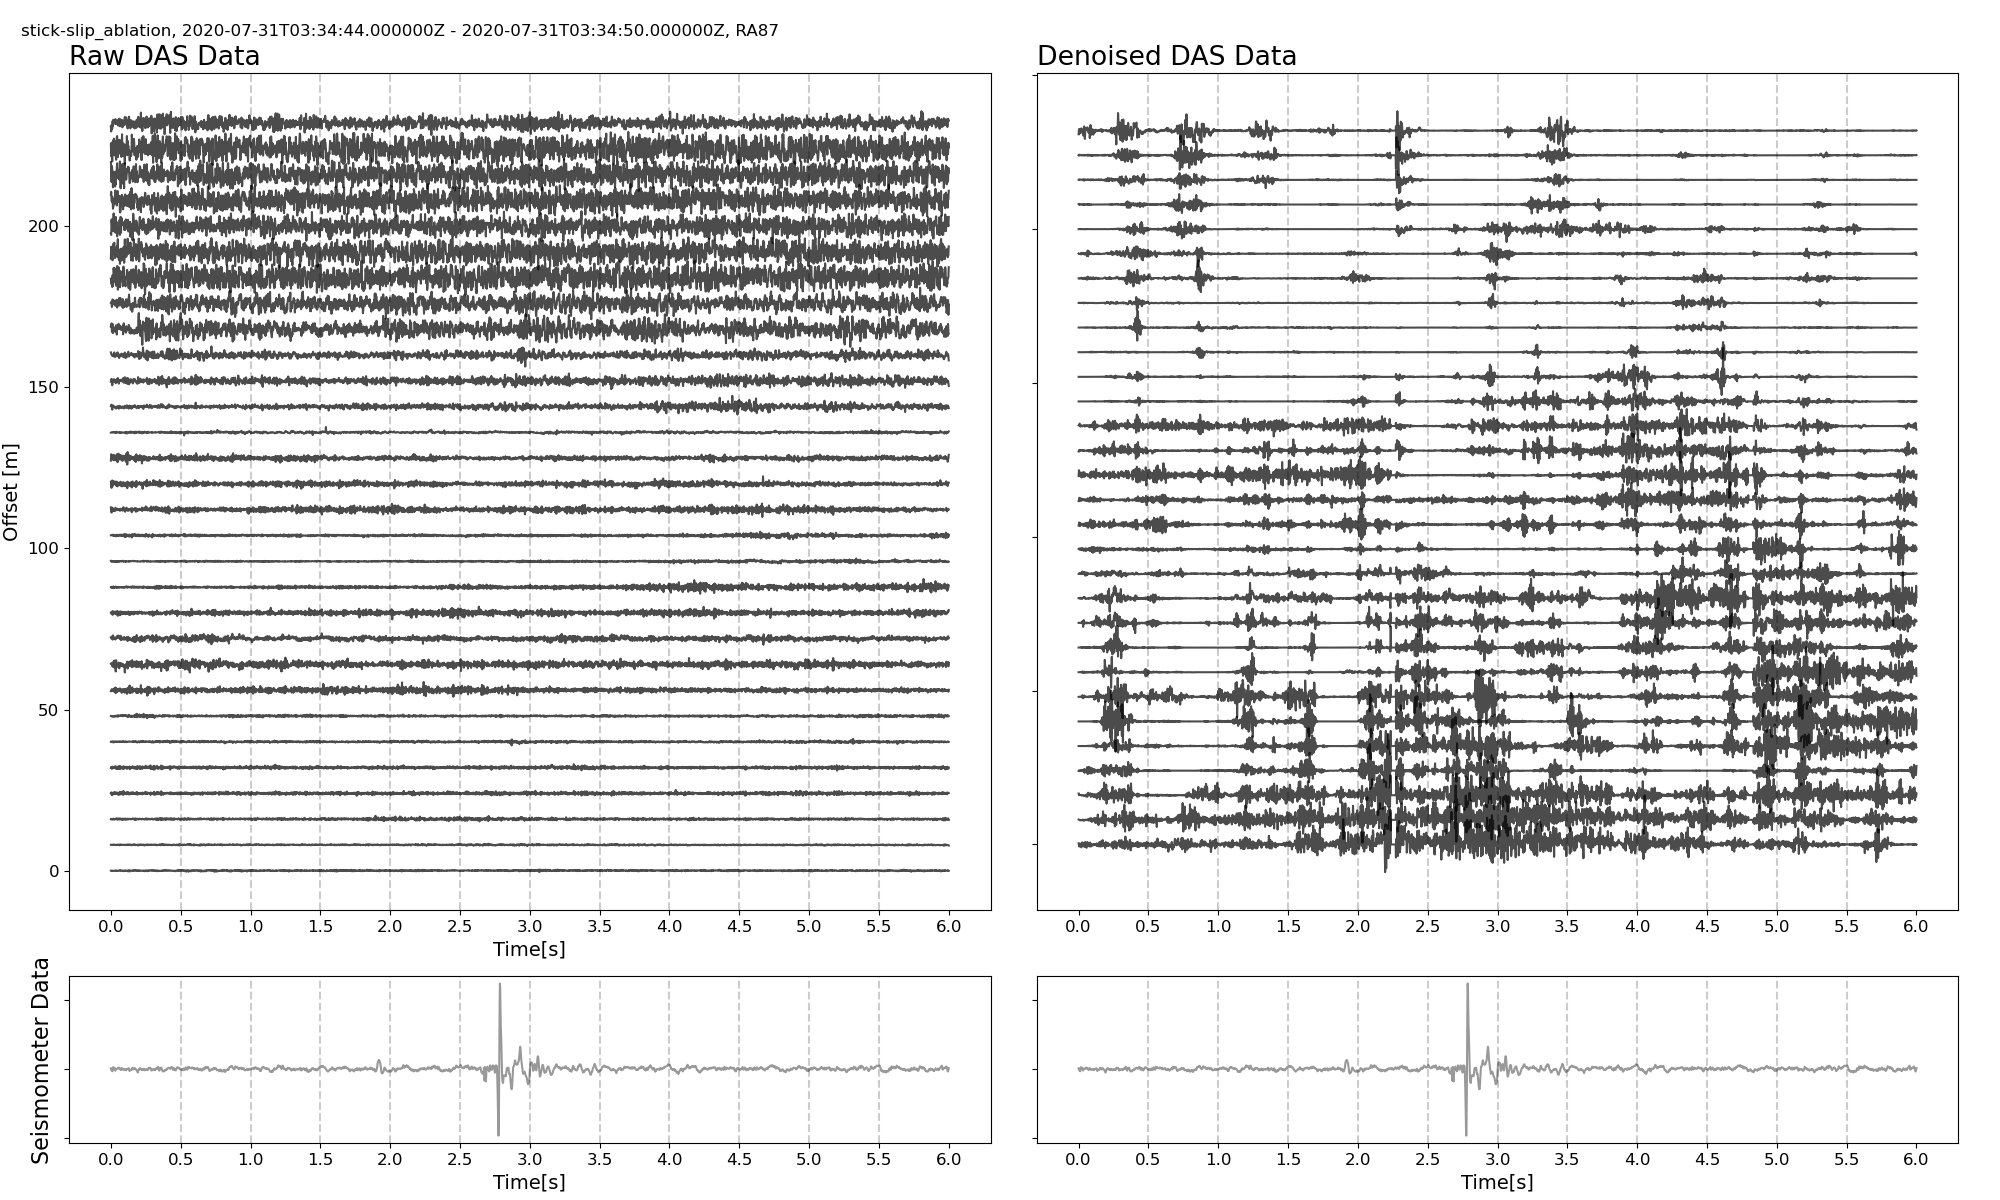 stick-slip_ablation, 2020-07-31T03:34:44.000000Z - 2020-07-31T03:34:50.000000Z, RA87
Raw DAS Data
Denoised DAS Data
Offset [m]
200
150
100
50
0
0.0 0.5 1.0 1.5 2.0 2.5 3.0 3.5 4.0 4.5 5.0 5.5 6.0
Time[s]
0.0 0.5 1.0 1.5 2.0 2.5 3.0 3.5 4.0 4.5 5.0 5.5 6.0
Seismometer Data
0.0 0.5 1.0 1.5 2.0 2.5 3.0 3.5 4.0 4.5 5.0 5.5 6.0
Time[s]
0.0 0.5 1.0 1.5 2.0 2.5 3.0 3.5 4.0 4.5 5.0 5.5 6.0
Time[s]